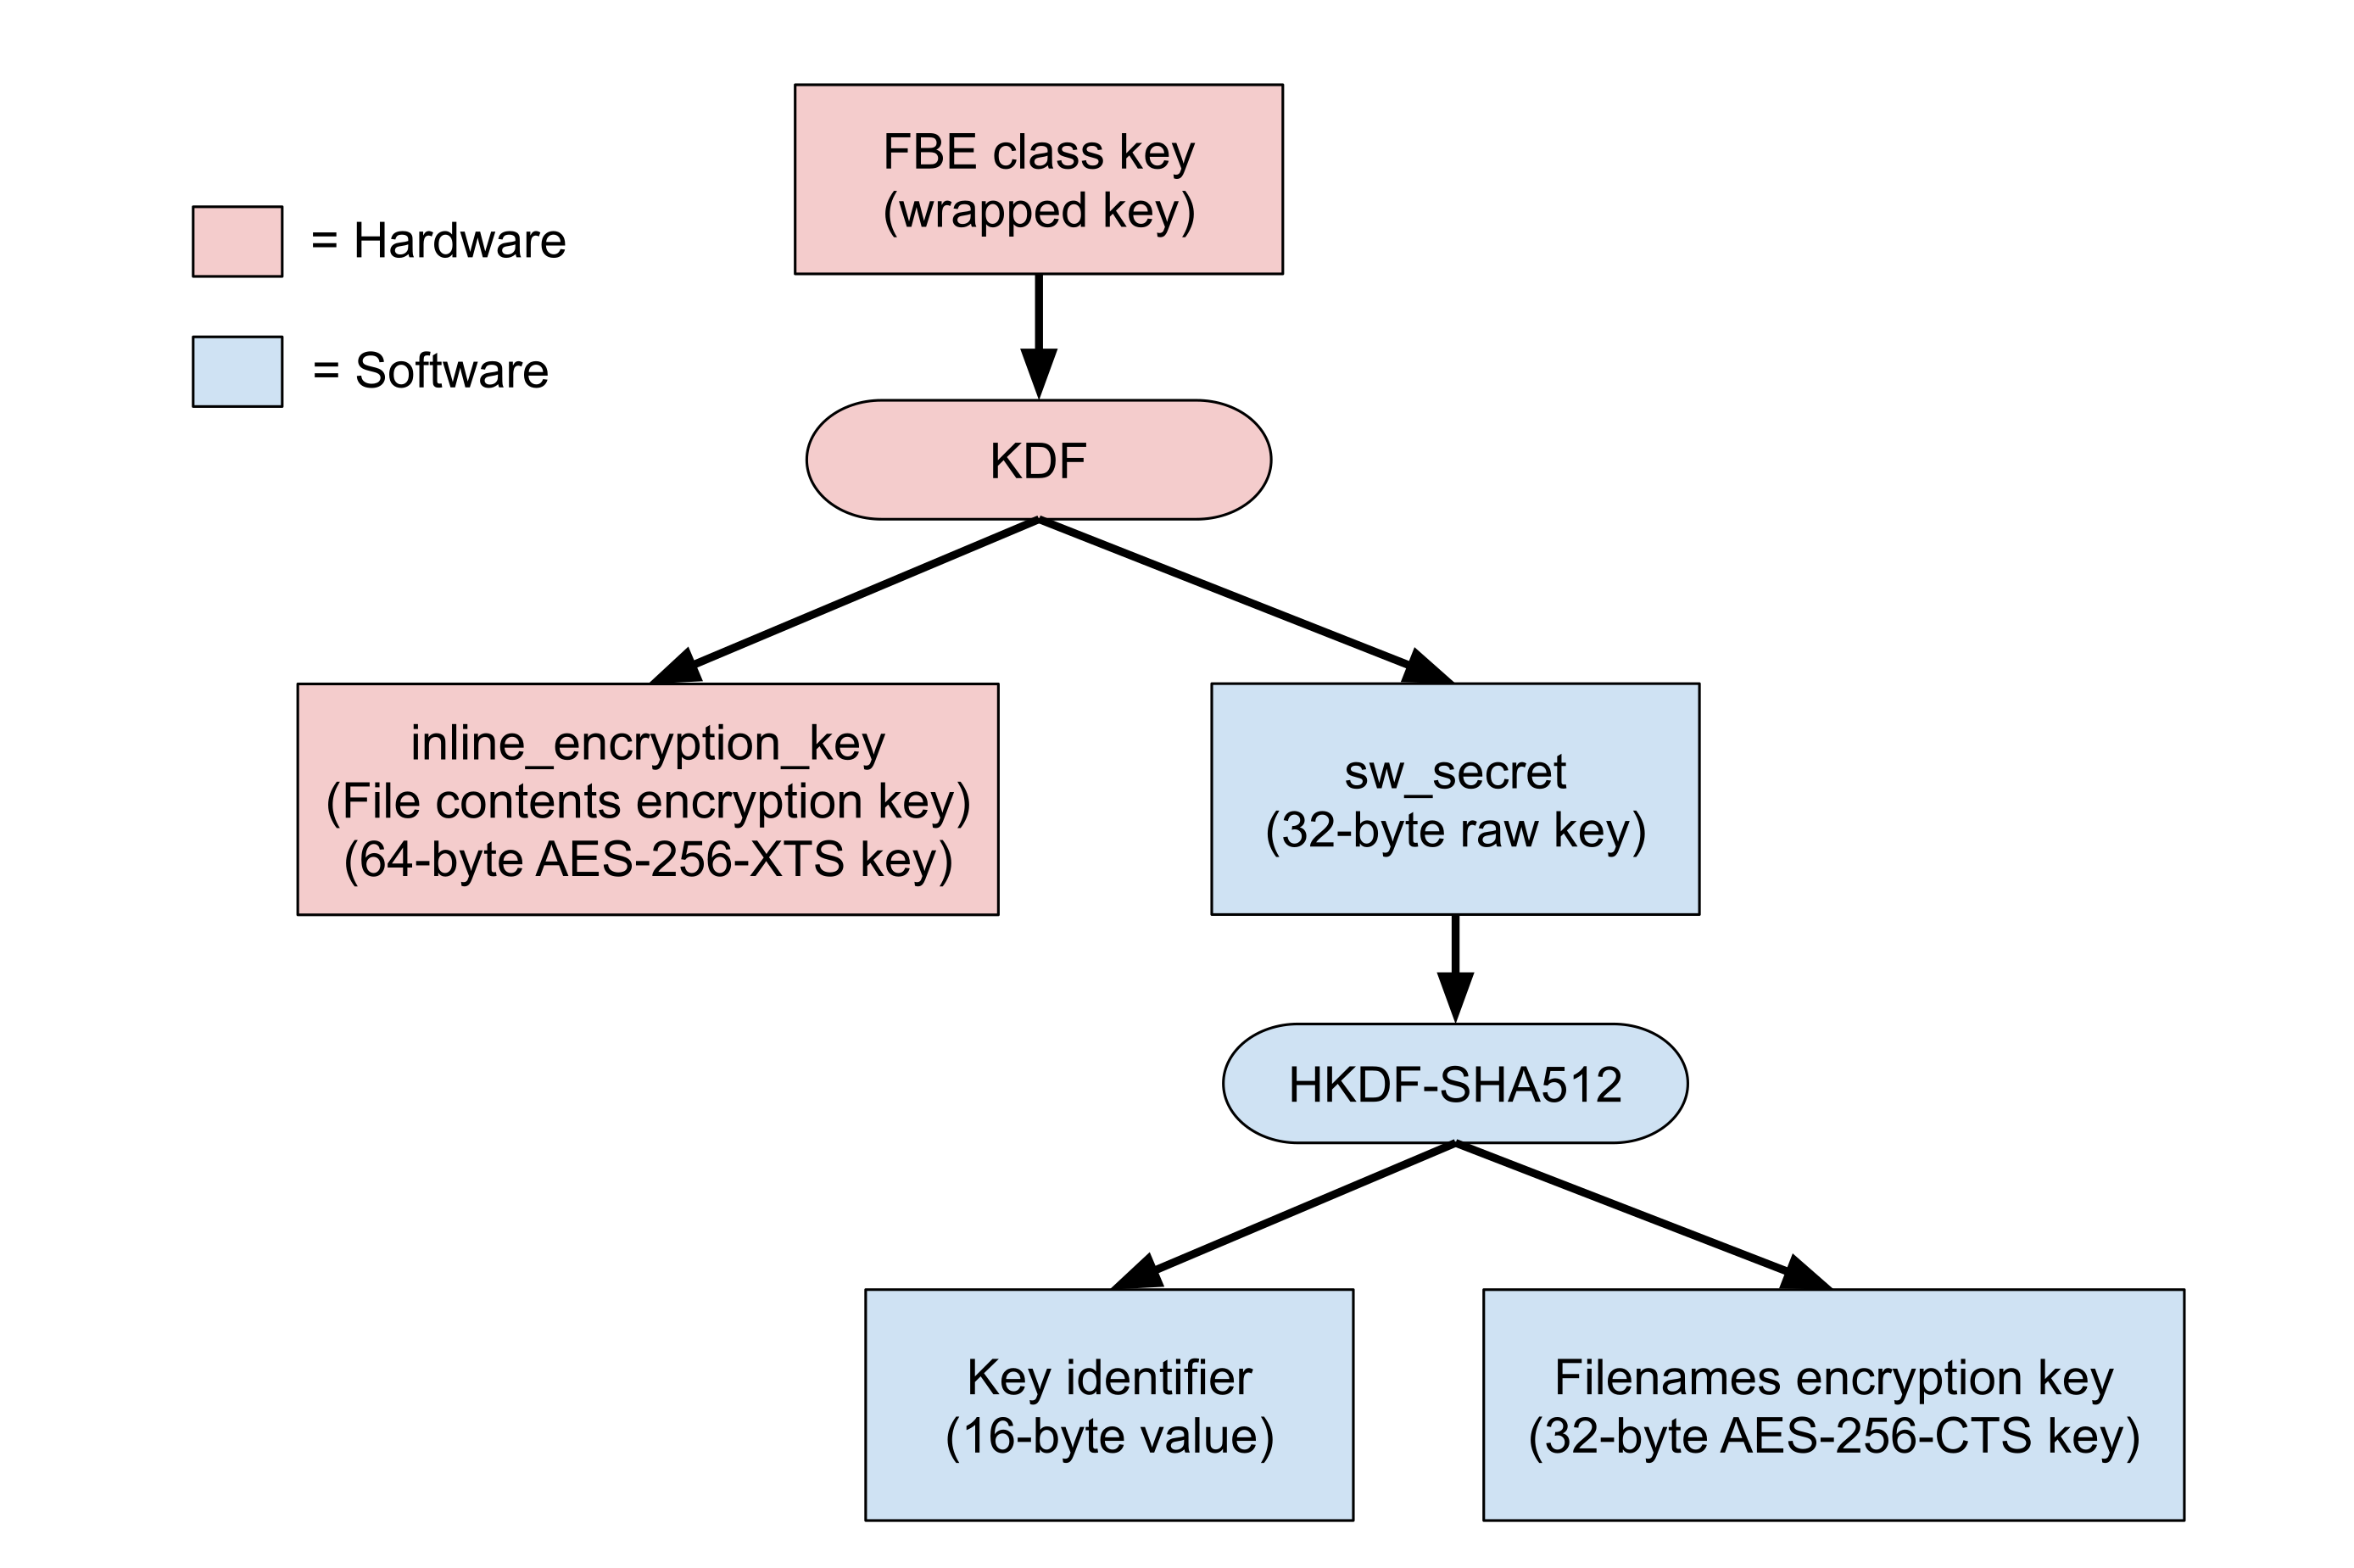 FBE class key
(wrapped key)
= Hardware
= Software
KDF
inline_encryption_key
(File contents encryption key)
(64-byte AES-256-XTS key)
sw_secret
(32-byte raw key)
HKDF-SHA512
Key identifier
(16-byte value)
Filenames encryption key
(32-byte AES-256-CTS key)